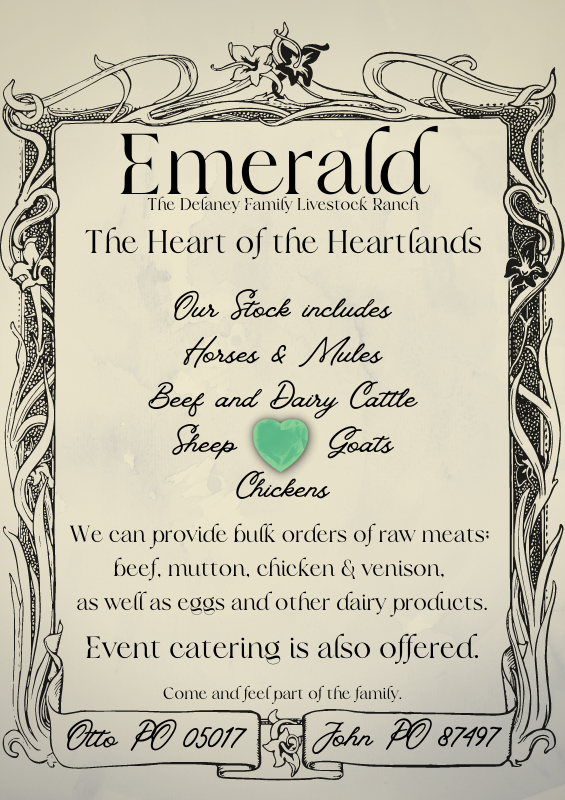 Emerald
The Delaney Family Livestock Ranch
The Heart of the Heartlands
Our Stock includes
Horses & Mules
Beef and Dairy Cattle
Sheep Goats
Chickens
We can provide bulk orders of raw meats:
beef, mutton, chicken & venison,
as well as eggs and other dairy products.
Event catering is also offered.
Come and feel part of the family.
Otto PO 05017 John PO 87497